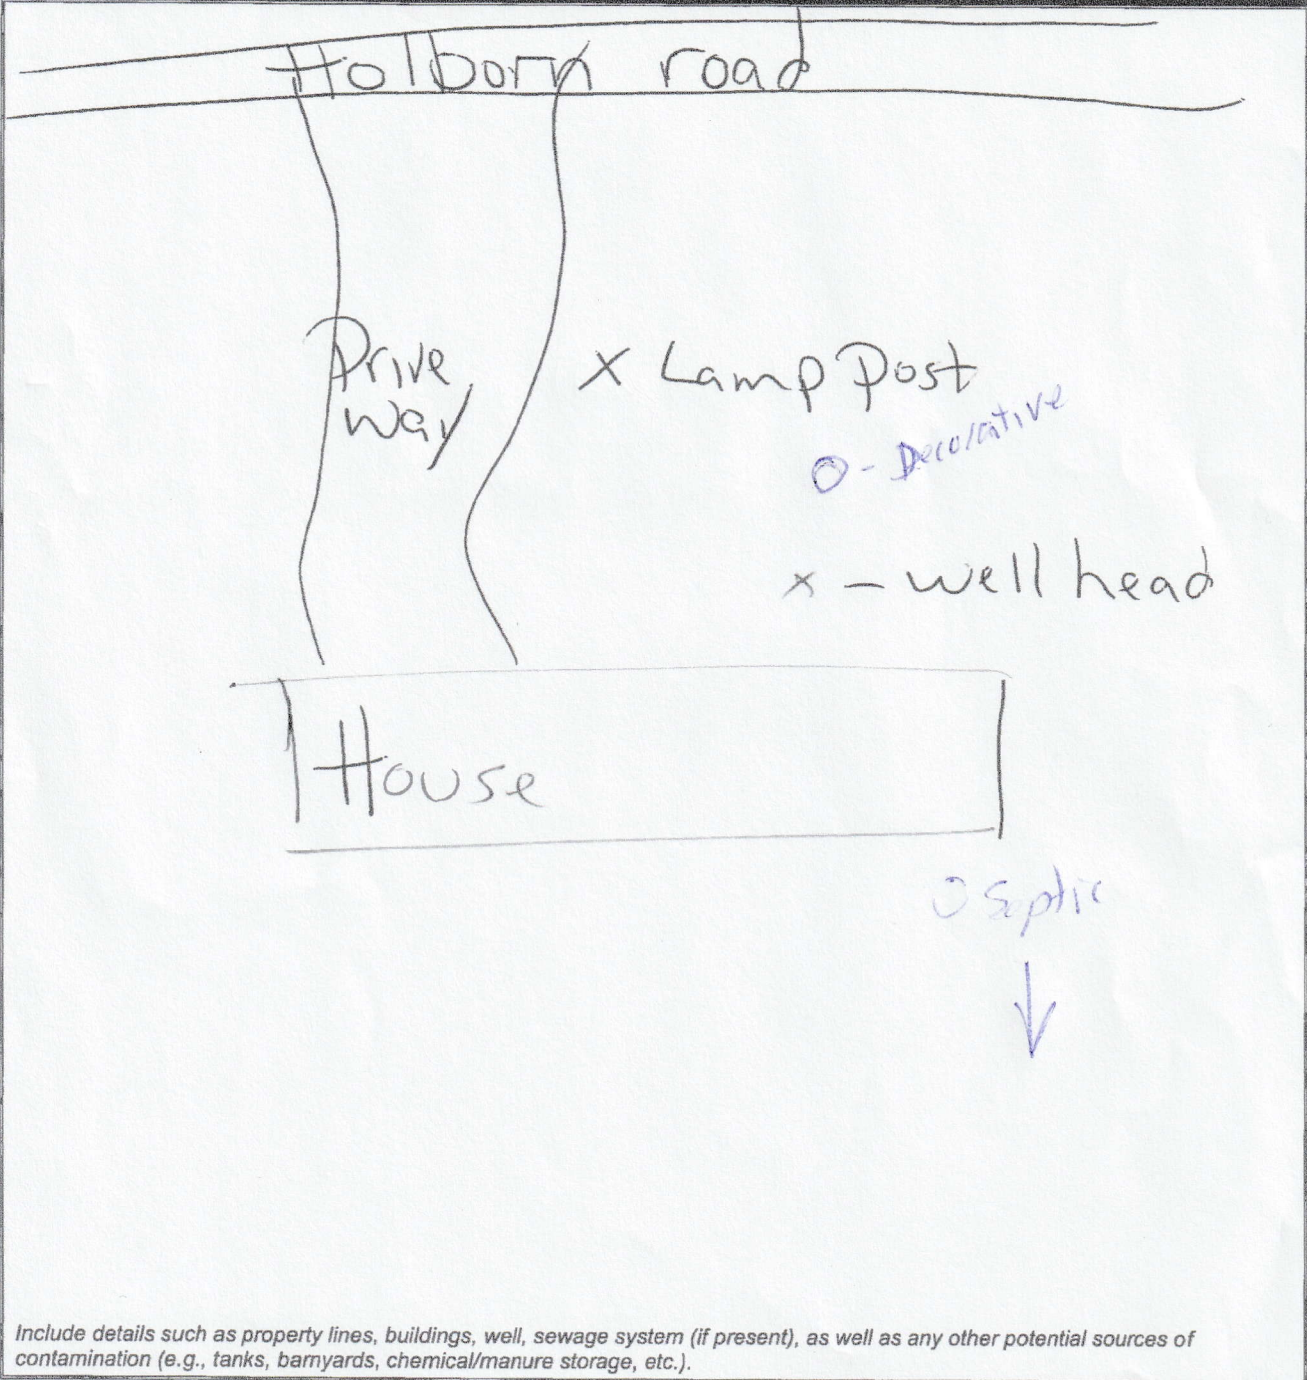 Holborn road
Drive
way
x Lamp Post
O - Decorative
x - well head
House
O Septic
Include details such as property lines, buildings, well, sewage system (if present), as well as any other potential sources of
contamination (e.g., tanks, barnyards, chemical/manure storage, etc.).